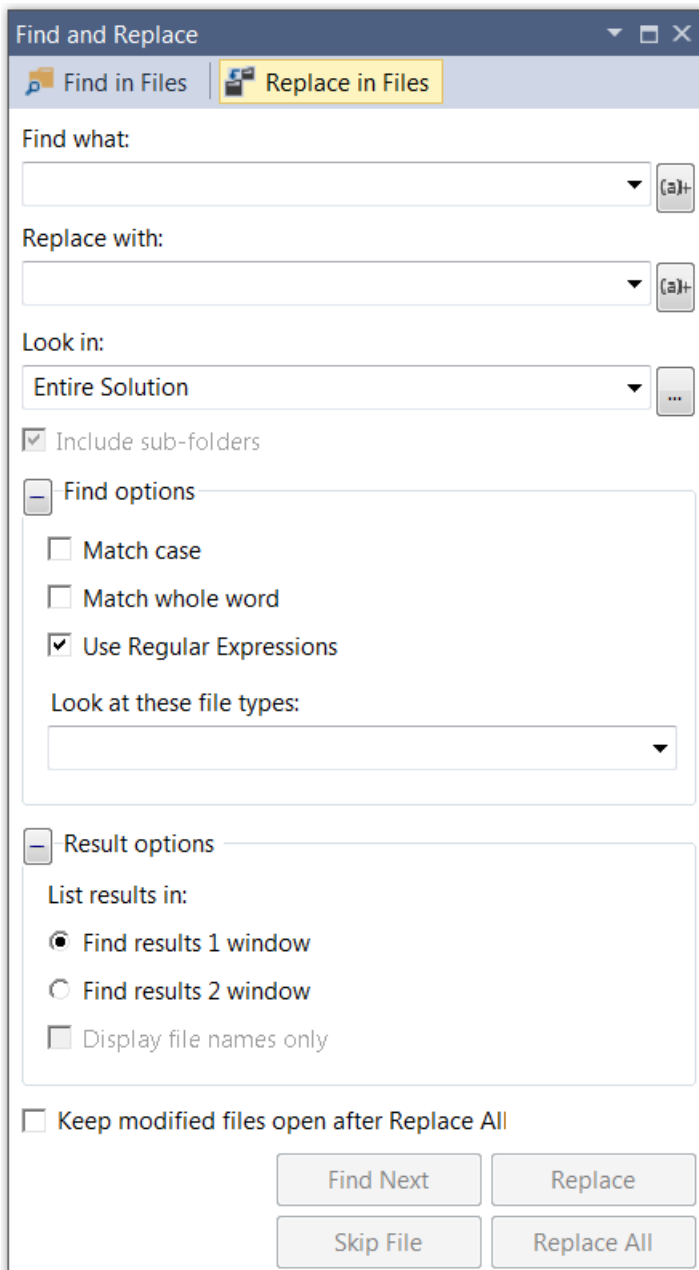 Find and Replace
Find in Files Replace in Files
Find what:
(a)+
Replace with:
(a)+
Look in:
Entire Solution ...
Include sub-folders
Find options
Match case
Match whole word
Use Regular Expressions
Look at these file types:
Result options
List results in:
Find results 1 window
Find results 2 window
Display file names only
Keep modified files open after Replace All
Find Next Replace
Skip File Replace All